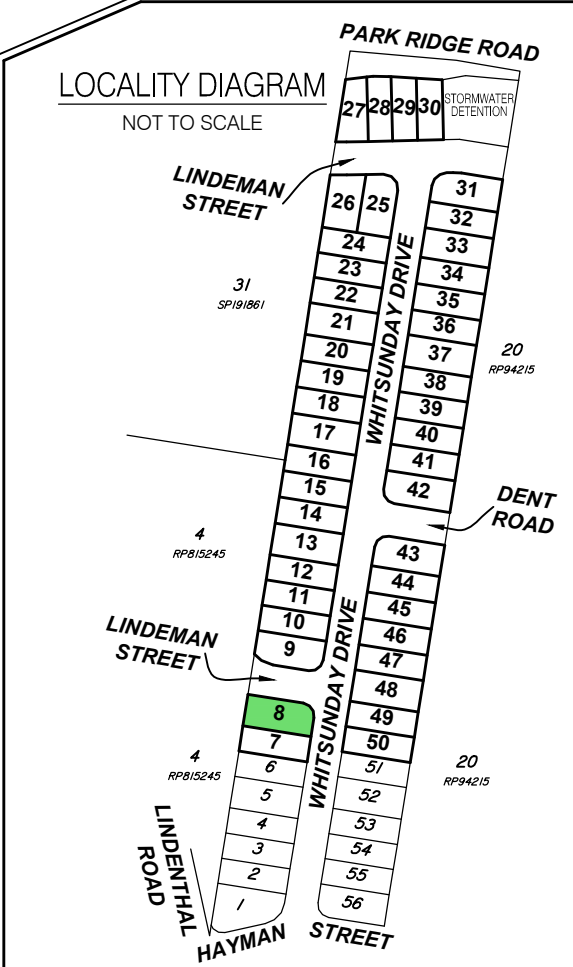 PARK RIDGE ROAD
LOCALITY DIAGRAM
NOT TO SCALE
27 28 29 30
STORMWATER
DETENTION
LINDEMAN
STREET
26 25
31
24
32
23
33
22
34
21
35
20
36
19
37
18
38
17
39
16
40
15
41
14
42
13
12
11
10
9
WHITSUNDAY DRIVE
31
SP191861
20
RP94215
DENT
ROAD
4
RP815245
43
44
45
46
47
48
49
50
LINDEMAN
STREET
WHITSUNDAY DRIVE
8
7
6
5
4
3
2
1
51
52
53
54
55
56
4
RP815245
20
RP94215
LINDENTHAL
ROAD
HAYMAN STREET